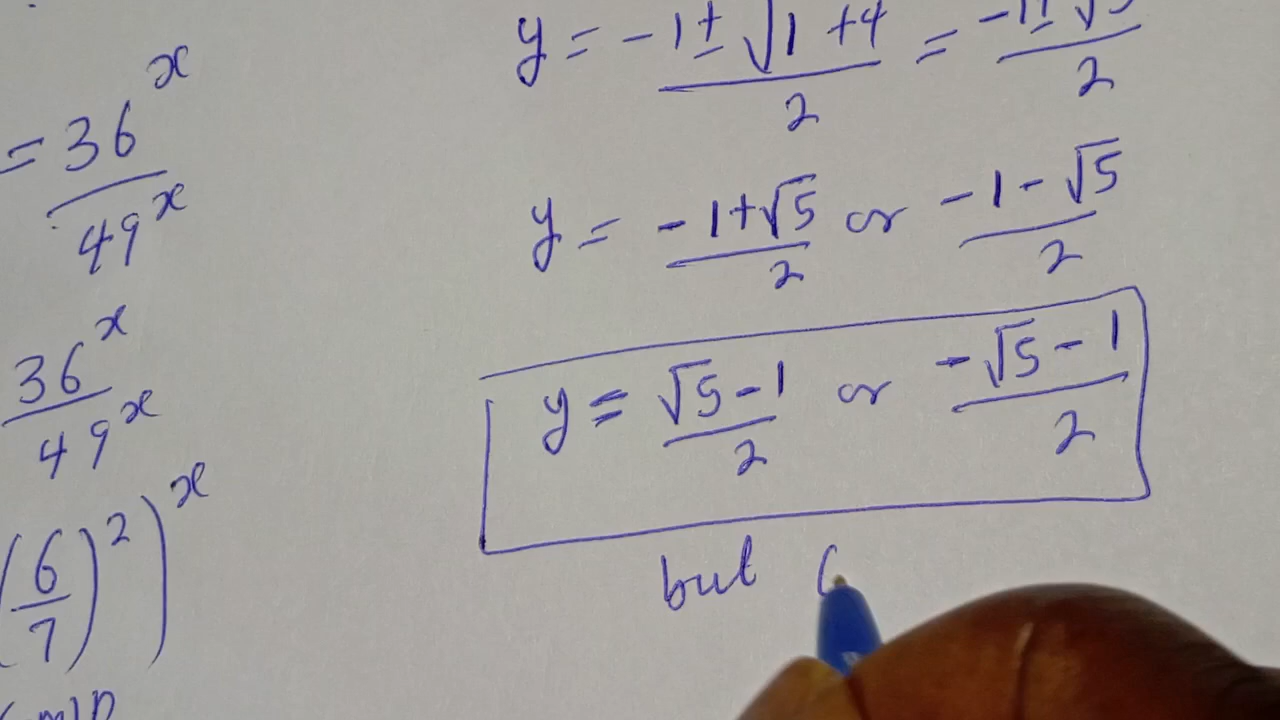 = 36^x / 49^x
36^x / 49^x
(6/7)^2)^x
y = -1 ± √1 + 4 / 2 = -1 ± √5 / 2
y = -1 + √5 / 2 or -1 - √5 / 2
y = √5 - 1 / 2 or -√5 - 1 / 2
but (